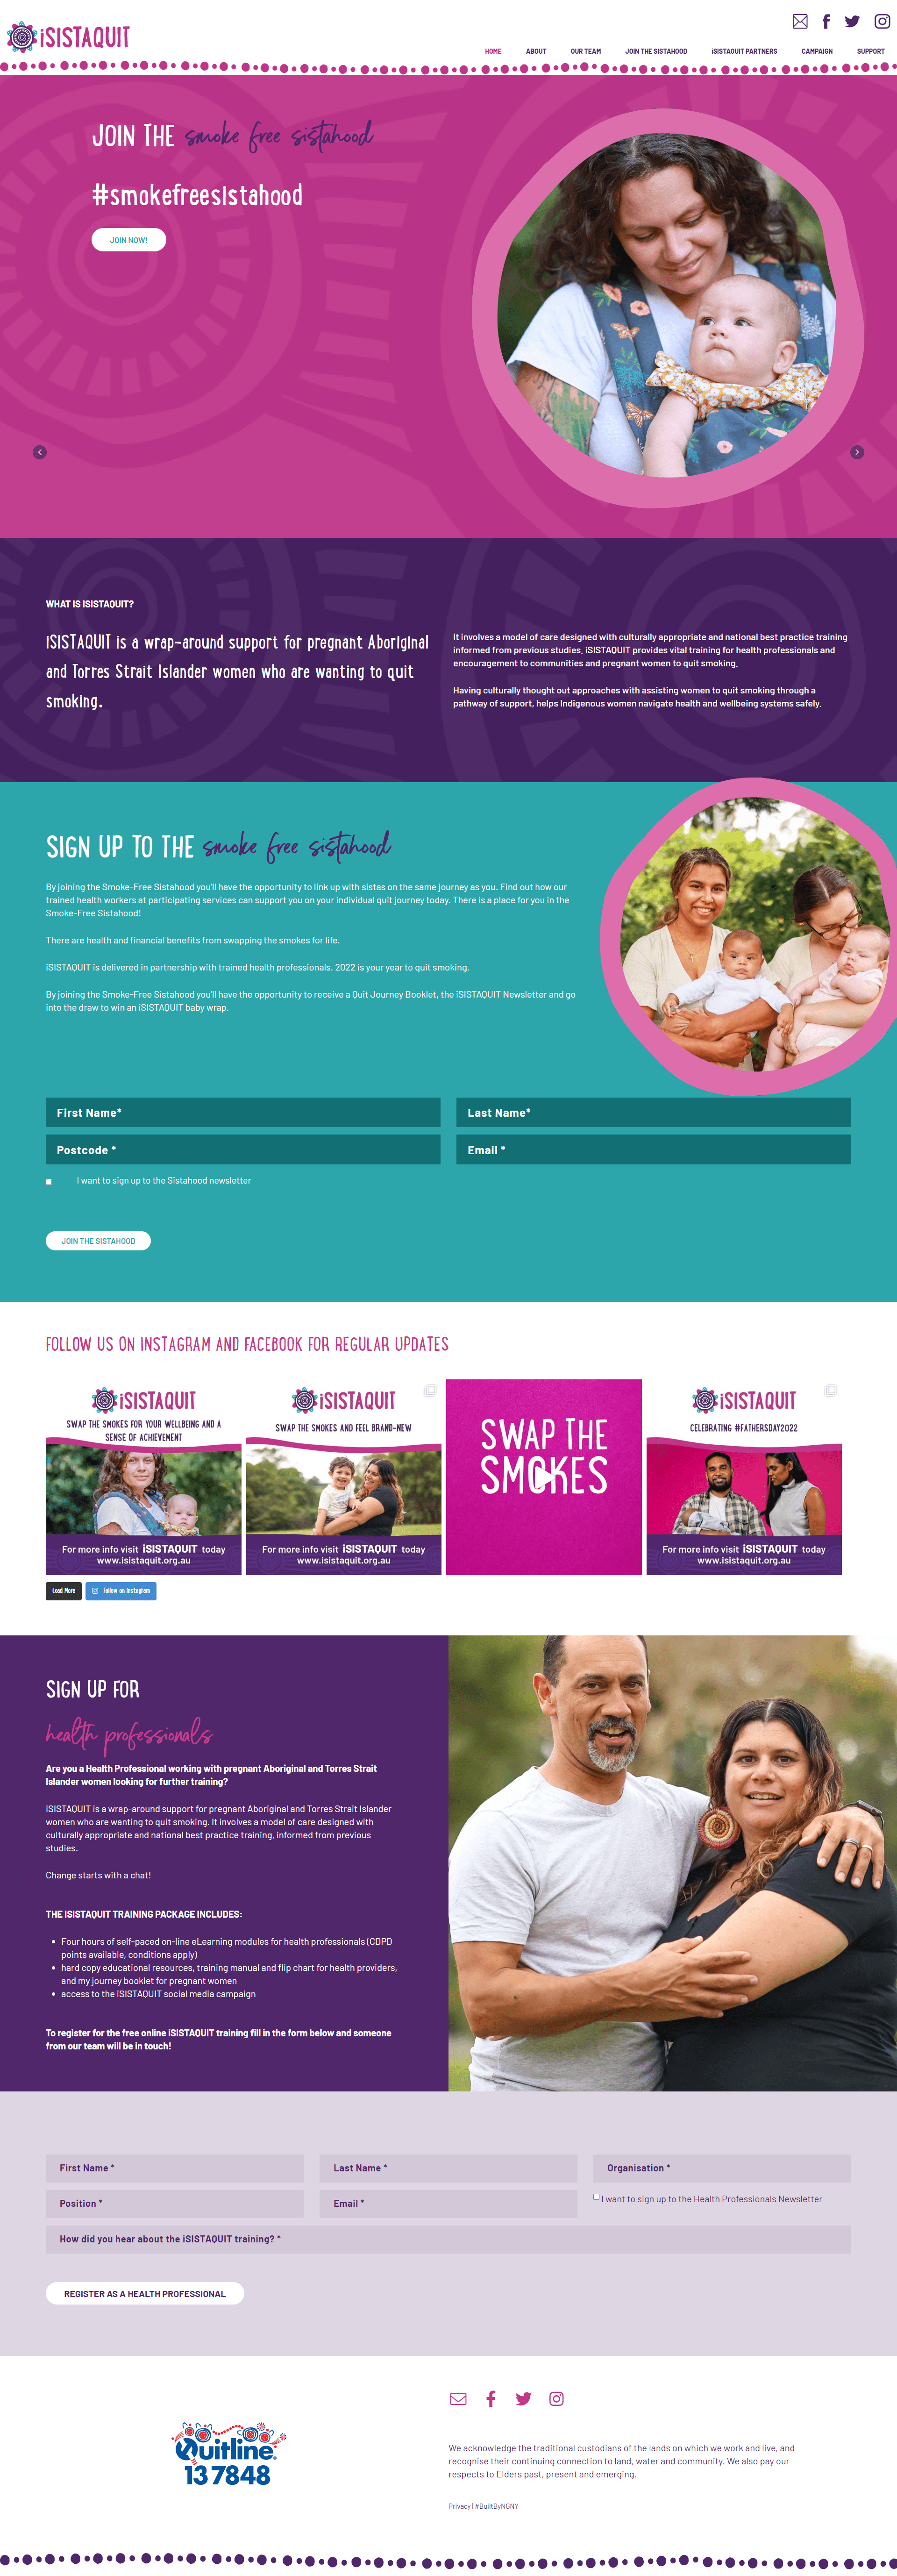 iSISTAQUIT
HOME ABOUT OUR TEAM JOIN THE SISTAHOOD iSISTAQUIT PARTNERS CAMPAIGN SUPPORT
JOIN THE smoke free sistahood
#smokefreesistahood
JOIN NOW!
WHAT IS ISISTAQUIT?
iSISTAQUIT is a wrap-around support for pregnant Aboriginal
and Torres Strait Islander women who are wanting to quit
smoking.
It involves a model of care designed with culturally appropriate and national best practice training
informed from previous studies. iSISTAQUIT provides vital training for health professionals and
encouragement to communities and pregnant women to quit smoking.
Having culturally thought out approaches with assisting women to quit smoking through a
pathway of support, helps Indigenous women navigate health and wellbeing systems safely.
SIGN UP TO THE smoke free sistahood
By joining the Smoke-Free Sistahood you'll have the opportunity to link up with sistas on the same journey as you. Find out how our
trained health workers at participating services can support you on your individual quit journey today. There is a place for you in the
Smoke-Free Sistahood!
There are health and financial benefits from swapping the smokes for life.
iSISTAQUIT is delivered in partnership with trained health professionals. 2022 is your year to quit smoking.
By joining the Smoke-Free Sistahood you'll have the opportunity to receive a Quit Journey Booklet, the iSISTAQUIT Newsletter and go
into the draw to win an iSISTAQUIT baby wrap.
First Name*
Last Name*
Postcode *
Email *
I want to sign up to the Sistahood newsletter
JOIN THE SISTAHOOD
FOLLOW US ON INSTAGRAM AND FACEBOOK FOR REGULAR UPDATES
iSISTAQUIT
SWAP THE SMOKES FOR YOUR WELLBEING AND A
SENSE OF ACHIEVEMENT
For more info visit iSISTAQUIT today
www.isistaquit.org.au
iSISTAQUIT
SWAP THE SMOKES AND FEEL BRAND-NEW
For more info visit iSISTAQUIT today
www.isistaquit.org.au
SWAP THE
SMOKES
iSISTAQUIT
CELEBRATING #FATHERSDAY2022
For more info visit iSISTAQUIT today
www.isistaquit.org.au
Load More
Follow on Instagram
SIGN UP FOR
health professionals
Are you a Health Professional working with pregnant Aboriginal and Torres Strait
Islander women looking for further training?
iSISTAQUIT is a wrap-around support for pregnant Aboriginal and Torres Strait Islander
women who are wanting to quit smoking. It involves a model of care designed with
culturally appropriate and national best practice training, informed from previous
studies.
Change starts with a chat!
THE ISISTAQUIT TRAINING PACKAGE INCLUDES:
Four hours of self-paced on-line eLearning modules for health professionals (CDPD
points available, conditions apply)
hard copy educational resources, training manual and flip chart for health providers,
and my journey booklet for pregnant women
access to the iSISTAQUIT social media campaign
To register for the free online iSISTAQUIT training fill in the form below and someone
from our team will be in touch!
First Name *
Last Name *
Organisation *
Position *
Email *
I want to sign up to the Health Professionals Newsletter
How did you hear about the iSISTAQUIT training? *
REGISTER AS A HEALTH PROFESSIONAL
Quitline
13 7848
We acknowledge the traditional custodians of the lands on which we work and live, and
recognise their continuing connection to land, water and community. We also pay our
respects to Elders past, present and emerging.
Privacy | #BuiltByNGNY